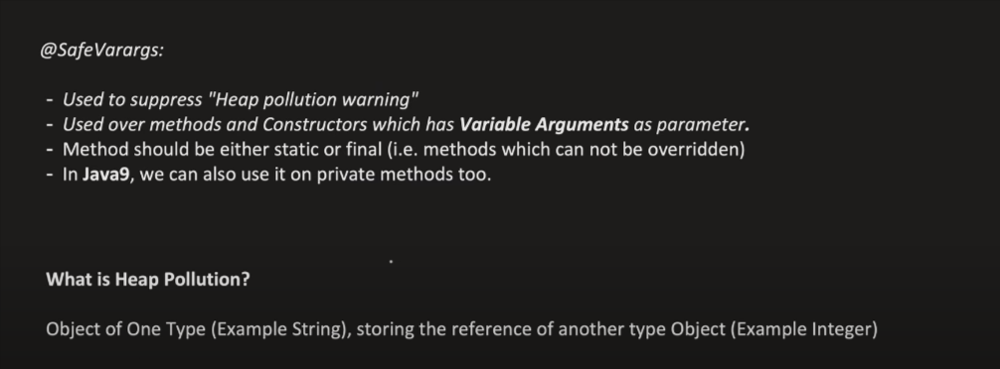 @SafeVarargs:
- Used to suppress "Heap pollution warning"
- Used over methods and Constructors which has Variable Arguments as parameter.
- Method should be either static or final (i.e. methods which can not be overridden)
- In Java9, we can also use it on private methods too.
What is Heap Pollution?
Object of One Type (Example String), storing the reference of another type Object (Example Integer)